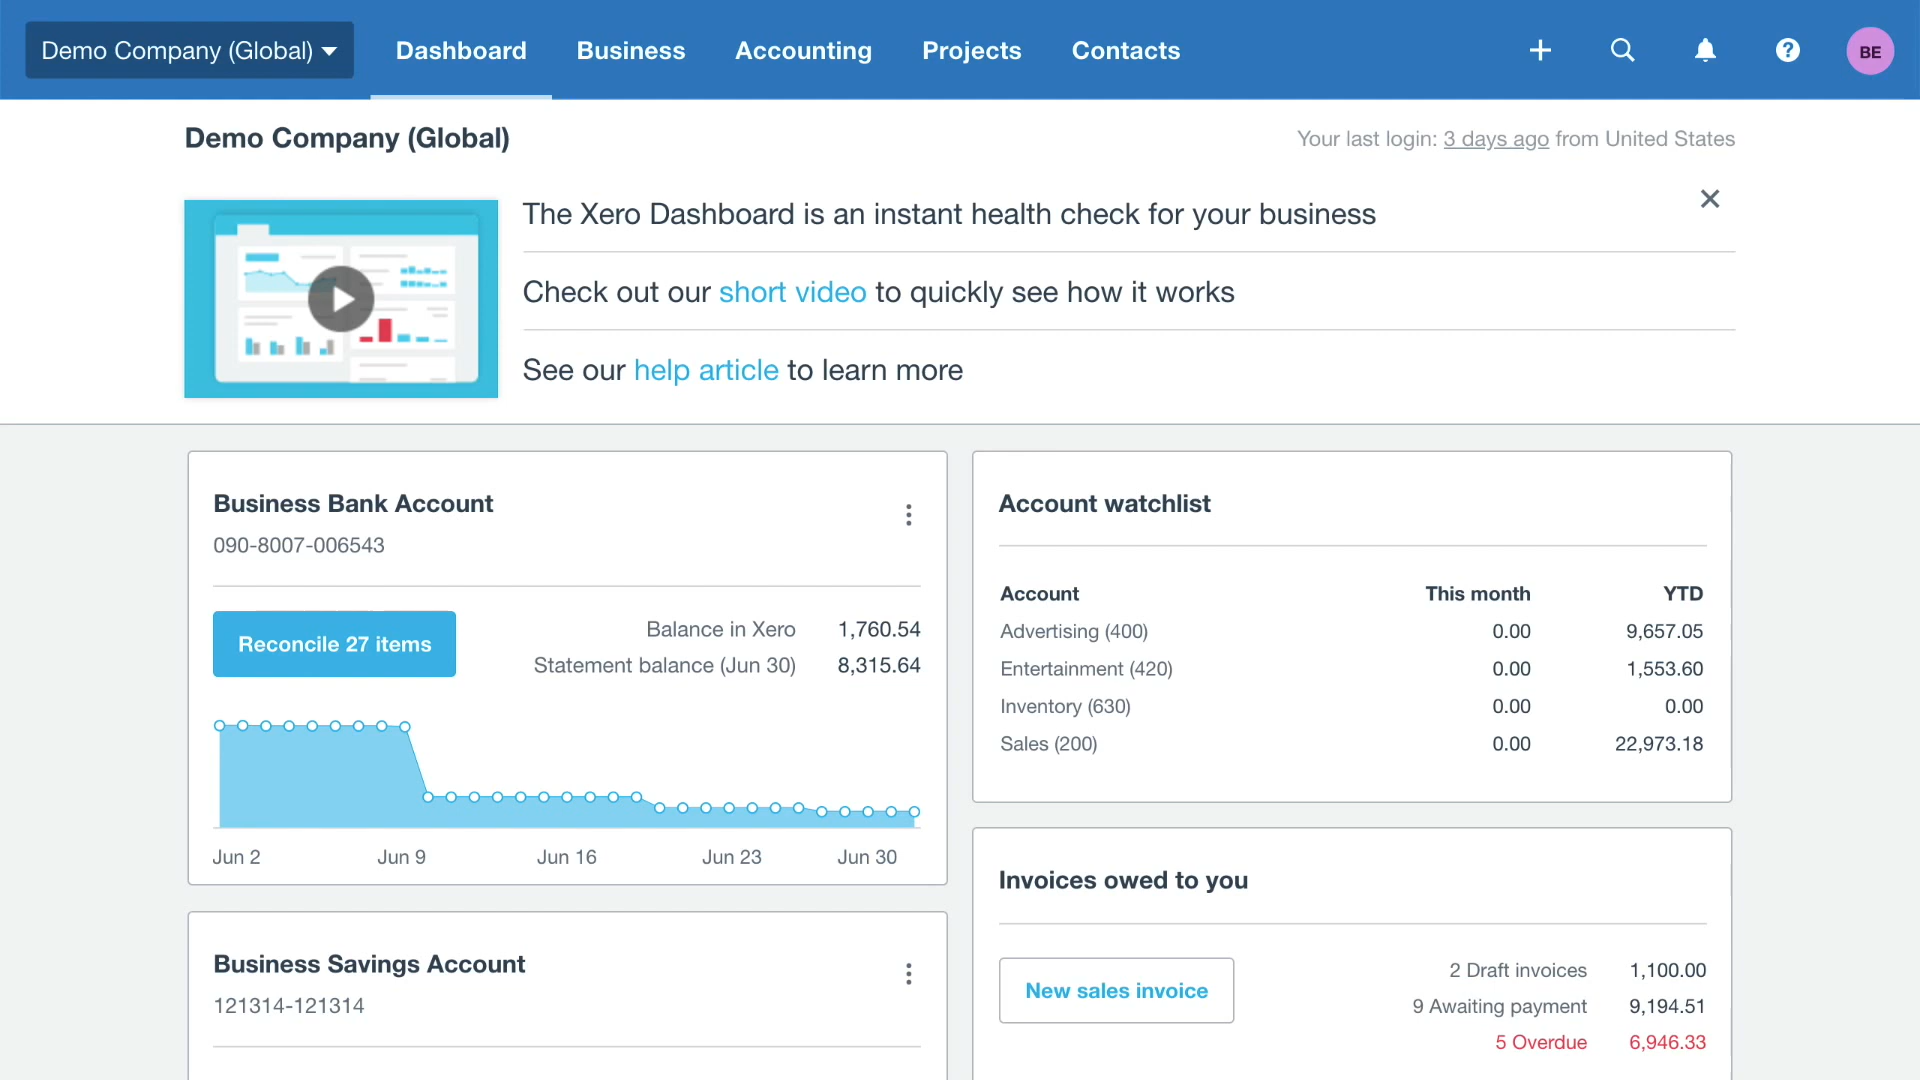 Demo Company (Global)
Dashboard
Business
Accounting
Projects
Contacts
BE
Demo Company (Global)
Your last login: 3 days ago from United States
The Xero Dashboard is an instant health check for your business
Check out our short video to quickly see how it works
See our help article to learn more
Business Bank Account
090-8007-006543
Reconcile 27 items
Balance in Xero 1,760.54
Statement balance (Jun 30) 8,315.64
Jun 2 Jun 9 Jun 16 Jun 23 Jun 30
Business Savings Account
121314-121314
Account watchlist
Account This month YTD
Advertising (400) 0.00 9,657.05
Entertainment (420) 0.00 1,553.60
Inventory (630) 0.00 0.00
Sales (200) 0.00 22,973.18
Invoices owed to you
New sales invoice
2 Draft invoices 1,100.00
9 Awaiting payment 9,194.51
5 Overdue 6,946.33